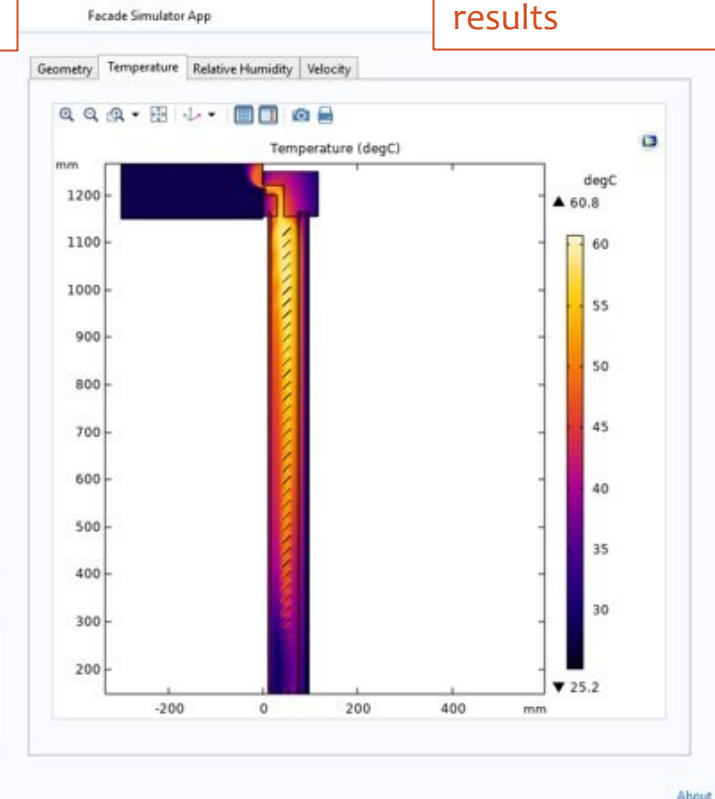 Facade Simulator App
results
Geometry Temperature Relative Humidity Velocity
Temperature (degC)
mm
degC
▲ 60.8
1200
1100
1000
900
800
700
600
500
400
300
200
60
55
50
45
40
35
30
▼ 25.2
-200 0 200 400 mm
About